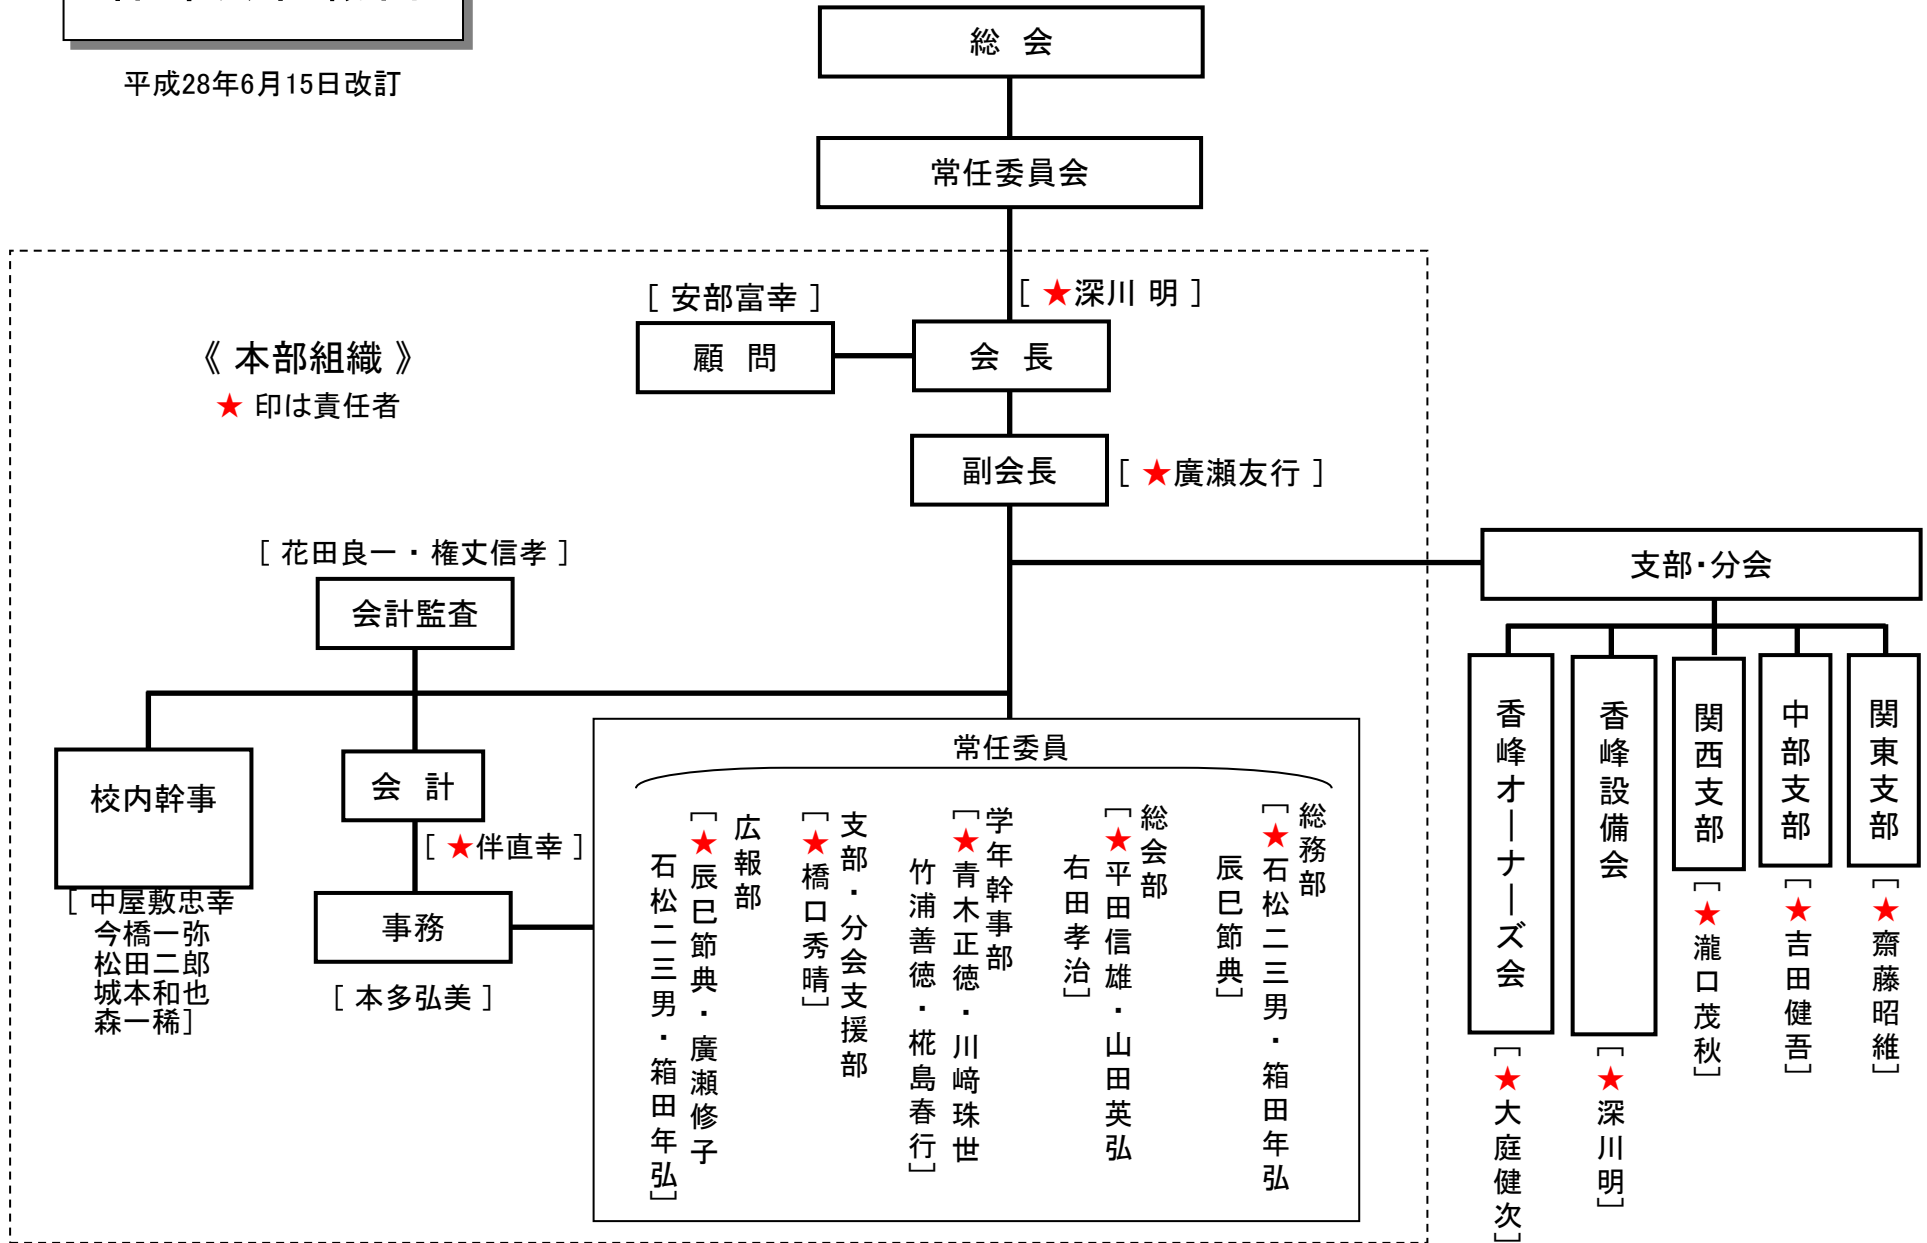 平成28年6月15日改訂
総 会
常任委員会
[ 安部富幸 ]
[ ★深川 明 ]
顧 問
会 長
《 本部組織 》
★ 印は責任者
副会長
[ ★廣瀬友行 ]
[ 花田良一・権丈信孝 ]
会計監査
支部・分会
校内幹事
[ 中屋敷忠幸
今橋一弥
松田二郎
城本和也
森一稀]
会 計
[ ★伴直幸 ]
事務
[ 本多弘美 ]
常任委員
総務部
[★石松二三男・箱田年弘
辰巳節典]
総会部
[★平田信雄・山田英弘
右田孝治]
学年幹事部
[★青木正徳・川﨑珠世
竹浦善徳・椛島春行]
支部・分会支援部
[★橋口秀晴]
広報部
[★辰巳節典・廣瀬修子
石松二三男・箱田年弘]
関東支部
[★齋藤昭維]
中部支部
[★吉田健吾]
関西支部
[★瀧口茂秋]
香峰設備会
[★深川明]
香峰オーナーズ会
[★大庭健次]